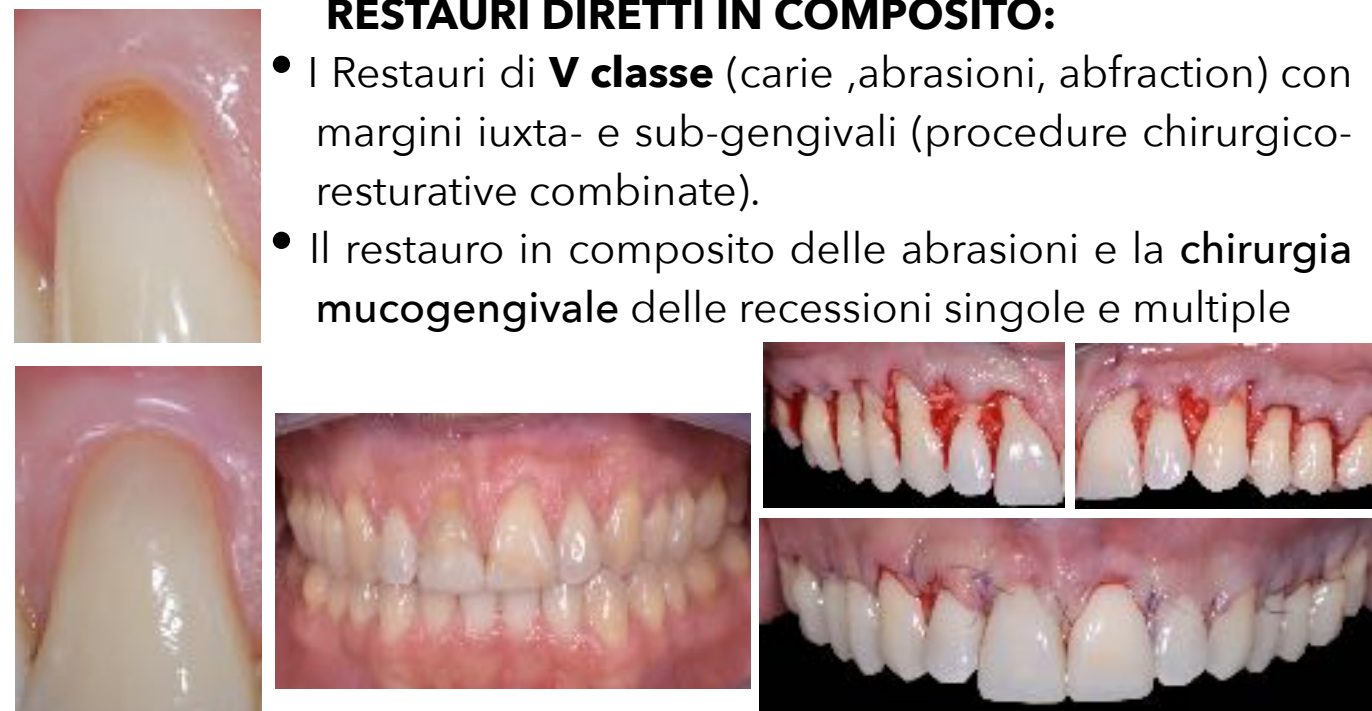 RESTAURI DIRETTI IN COMPOSITO:
• I Restauri di V classe (carie ,abrasioni, abfraction) con
margini iuxta- e sub-gengivali (procedure chirurgico-
resturative combinate).
• Il restauro in composito delle abrasioni e la chirurgia
mucogengivale delle recessioni singole e multiple